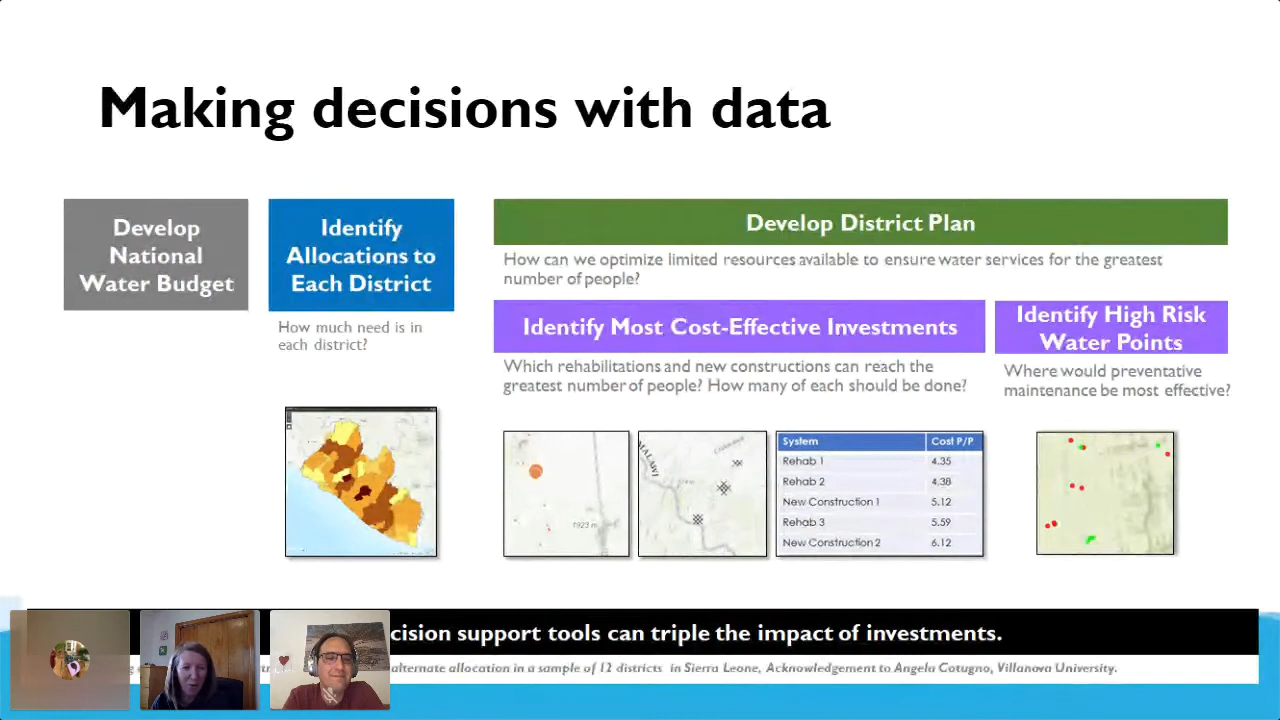 Making decisions with data
Develop
National
Water Budget
Identify
Allocations to
Each District
How much need is in
each district?
Develop District Plan
How can we optimize limited resources available to ensure water services for the greatest
number of people?
Identify Most Cost-Effective Investments
Which rehabilitations and new constructions can reach the
greatest number of people? How many of each should be done?
Identify High Risk
Water Points
Where would preventative
maintenance be most effective?
1923 m
MALAWI
System Cost P/P
Rehab 1 4.35
Rehab 2 4.38
New Construction 1 5.12
Rehab 3 5.59
New Construction 2 6.12
cision support tools can triple the impact of investments.
alternate allocation in a sample of 12 districts in Sierra Leone, Acknowledgement to Angela Cotugno, Villanova University.